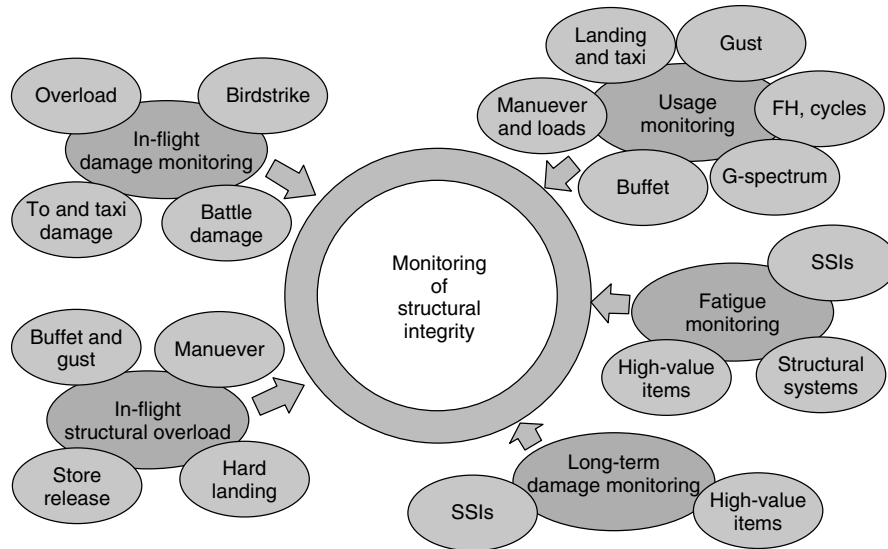 Overload
Birdstrike
In-flight
damage monitoring
To and taxi
damage
Battle
damage
Landing
and taxi
Gust
Manuever
and loads
Usage
monitoring
FH, cycles
Buffet
G-spectrum
Monitoring
of
structural
integrity
SSIs
Fatigue
monitoring
High-value
items
Structural
systems
Buffet and
gust
Manuever
In-flight
structural overload
Store
release
Hard
landing
Long-term
damage monitoring
SSIs
High-value
items